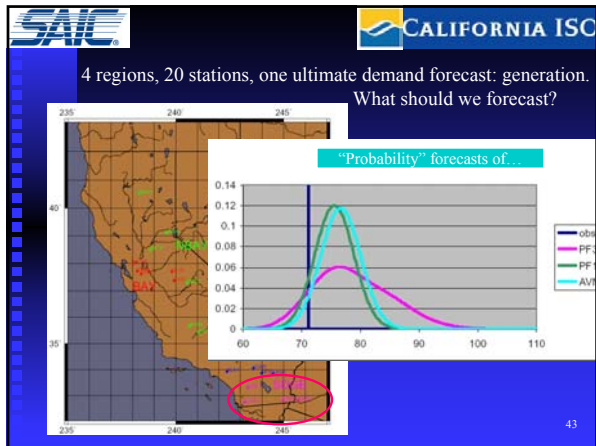 SAIC
CALIFORNIA ISO
4 regions, 20 stations, one ultimate demand forecast: generation.
What should we forecast?
235˚ 240˚ 245˚
"Probability" forecasts of…
0.14
0.12
0.1
0.08
0.06
0.04
0.02
0
60 70 80 90 100 110
40˚
35˚
BAY
235˚ 240˚ 245˚
43